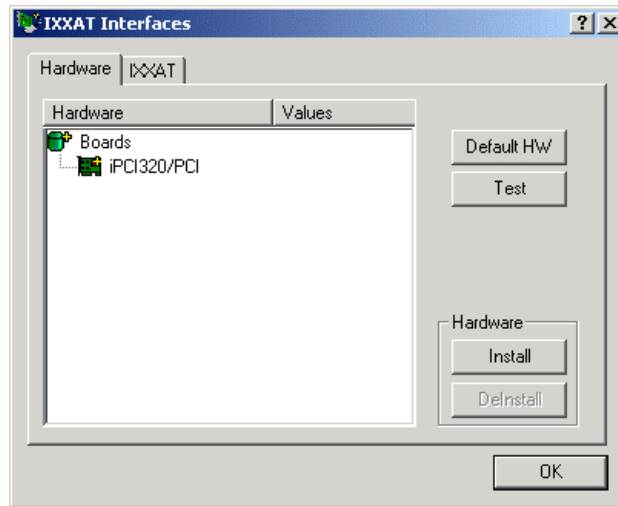 IXXAT Interfaces
Hardware IXXAT
Hardware Values
Boards
iPCI320/PCI
Default HW
Test
Hardware
Install
DeInstall
OK